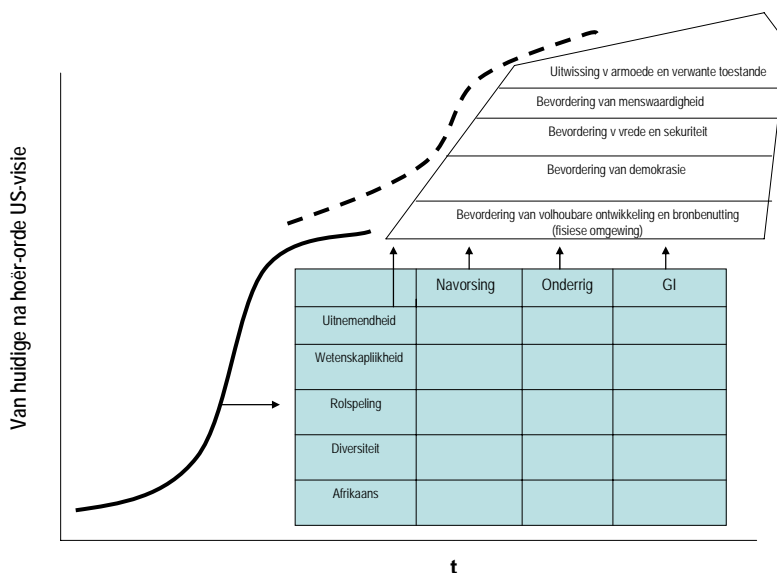 Uitwissing v armoede en verwante toestande
Bevordering van menswaardigheid
Bevordering v vrede en sekuriteit
Bevordering van demokrasie
Bevordering van volhoubare ontwikkeling en bronbenutting
(fisiese omgewing)
Van huidige na hoër-orde US-visie
Navorsing Onderrig GI
Uitnemendheid
Wetenskaplikheid
Rolspeling
Diversiteit
Afrikaans
t